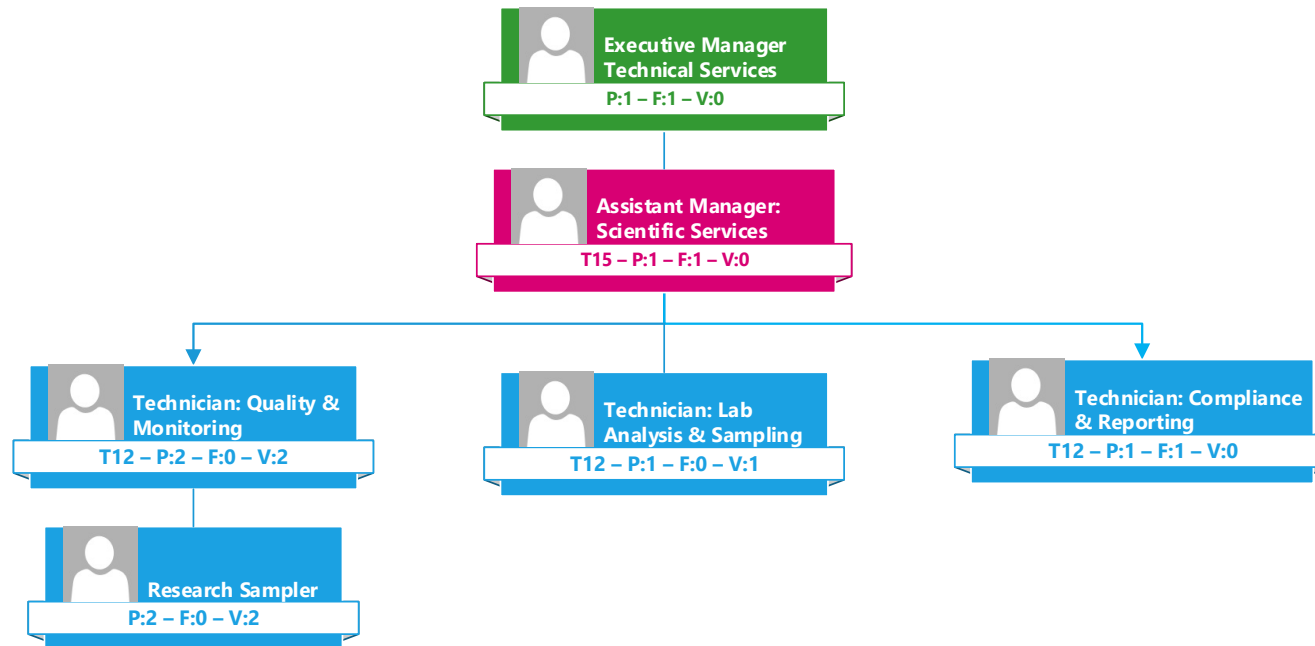 Executive Manager
Technical Services
P:1 – F:1 – V:0
Assistant Manager:
Scientific Services
T15 – P:1 – F:1 – V:0
Technician: Quality &
Monitoring
T12 – P:2 – F:0 – V:2
Technician: Lab
Analysis & Sampling
T12 – P:1 – F:0 – V:1
Technician: Compliance
& Reporting
T12 – P:1 – F:1 – V:0
Research Sampler
P:2 – F:0 – V:2